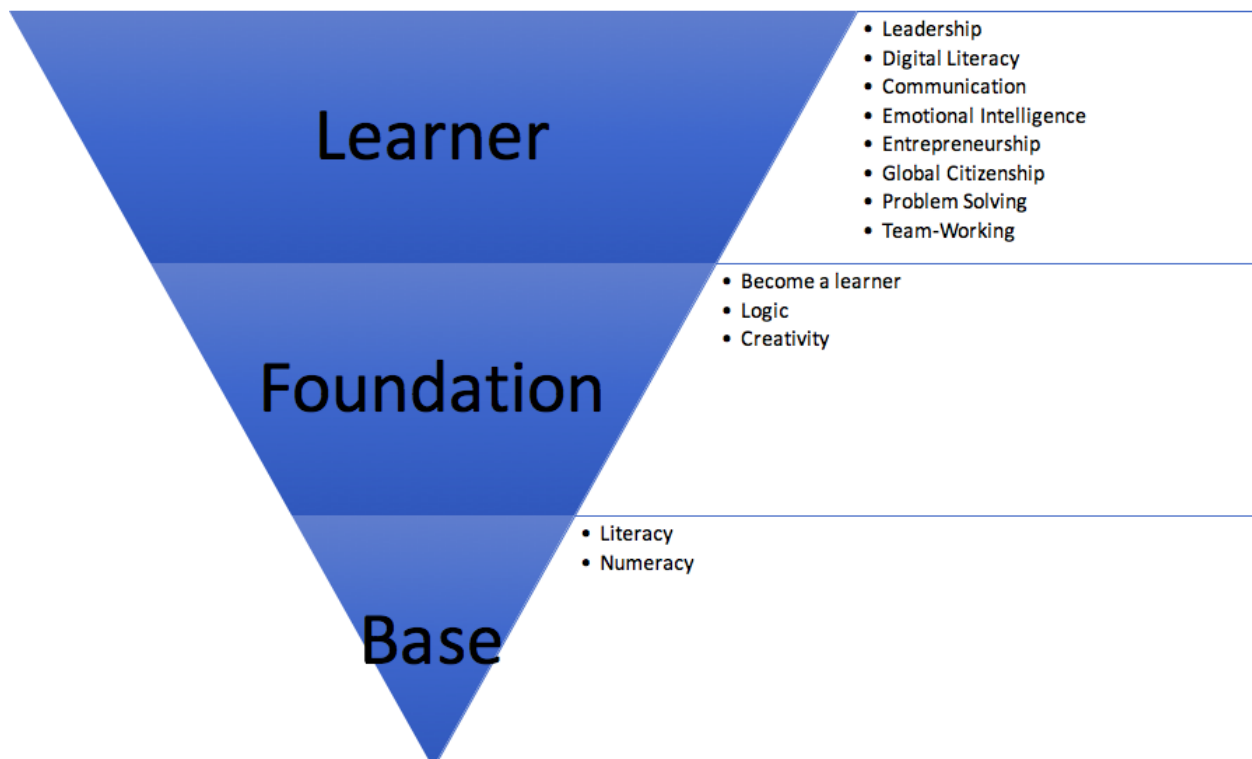 Learner
• Leadership
• Digital Literacy
• Communication
• Emotional Intelligence
• Entrepreneurship
• Global Citizenship
• Problem Solving
• Team-Working
Foundation
• Become a learner
• Logic
• Creativity
Base
• Literacy
• Numeracy